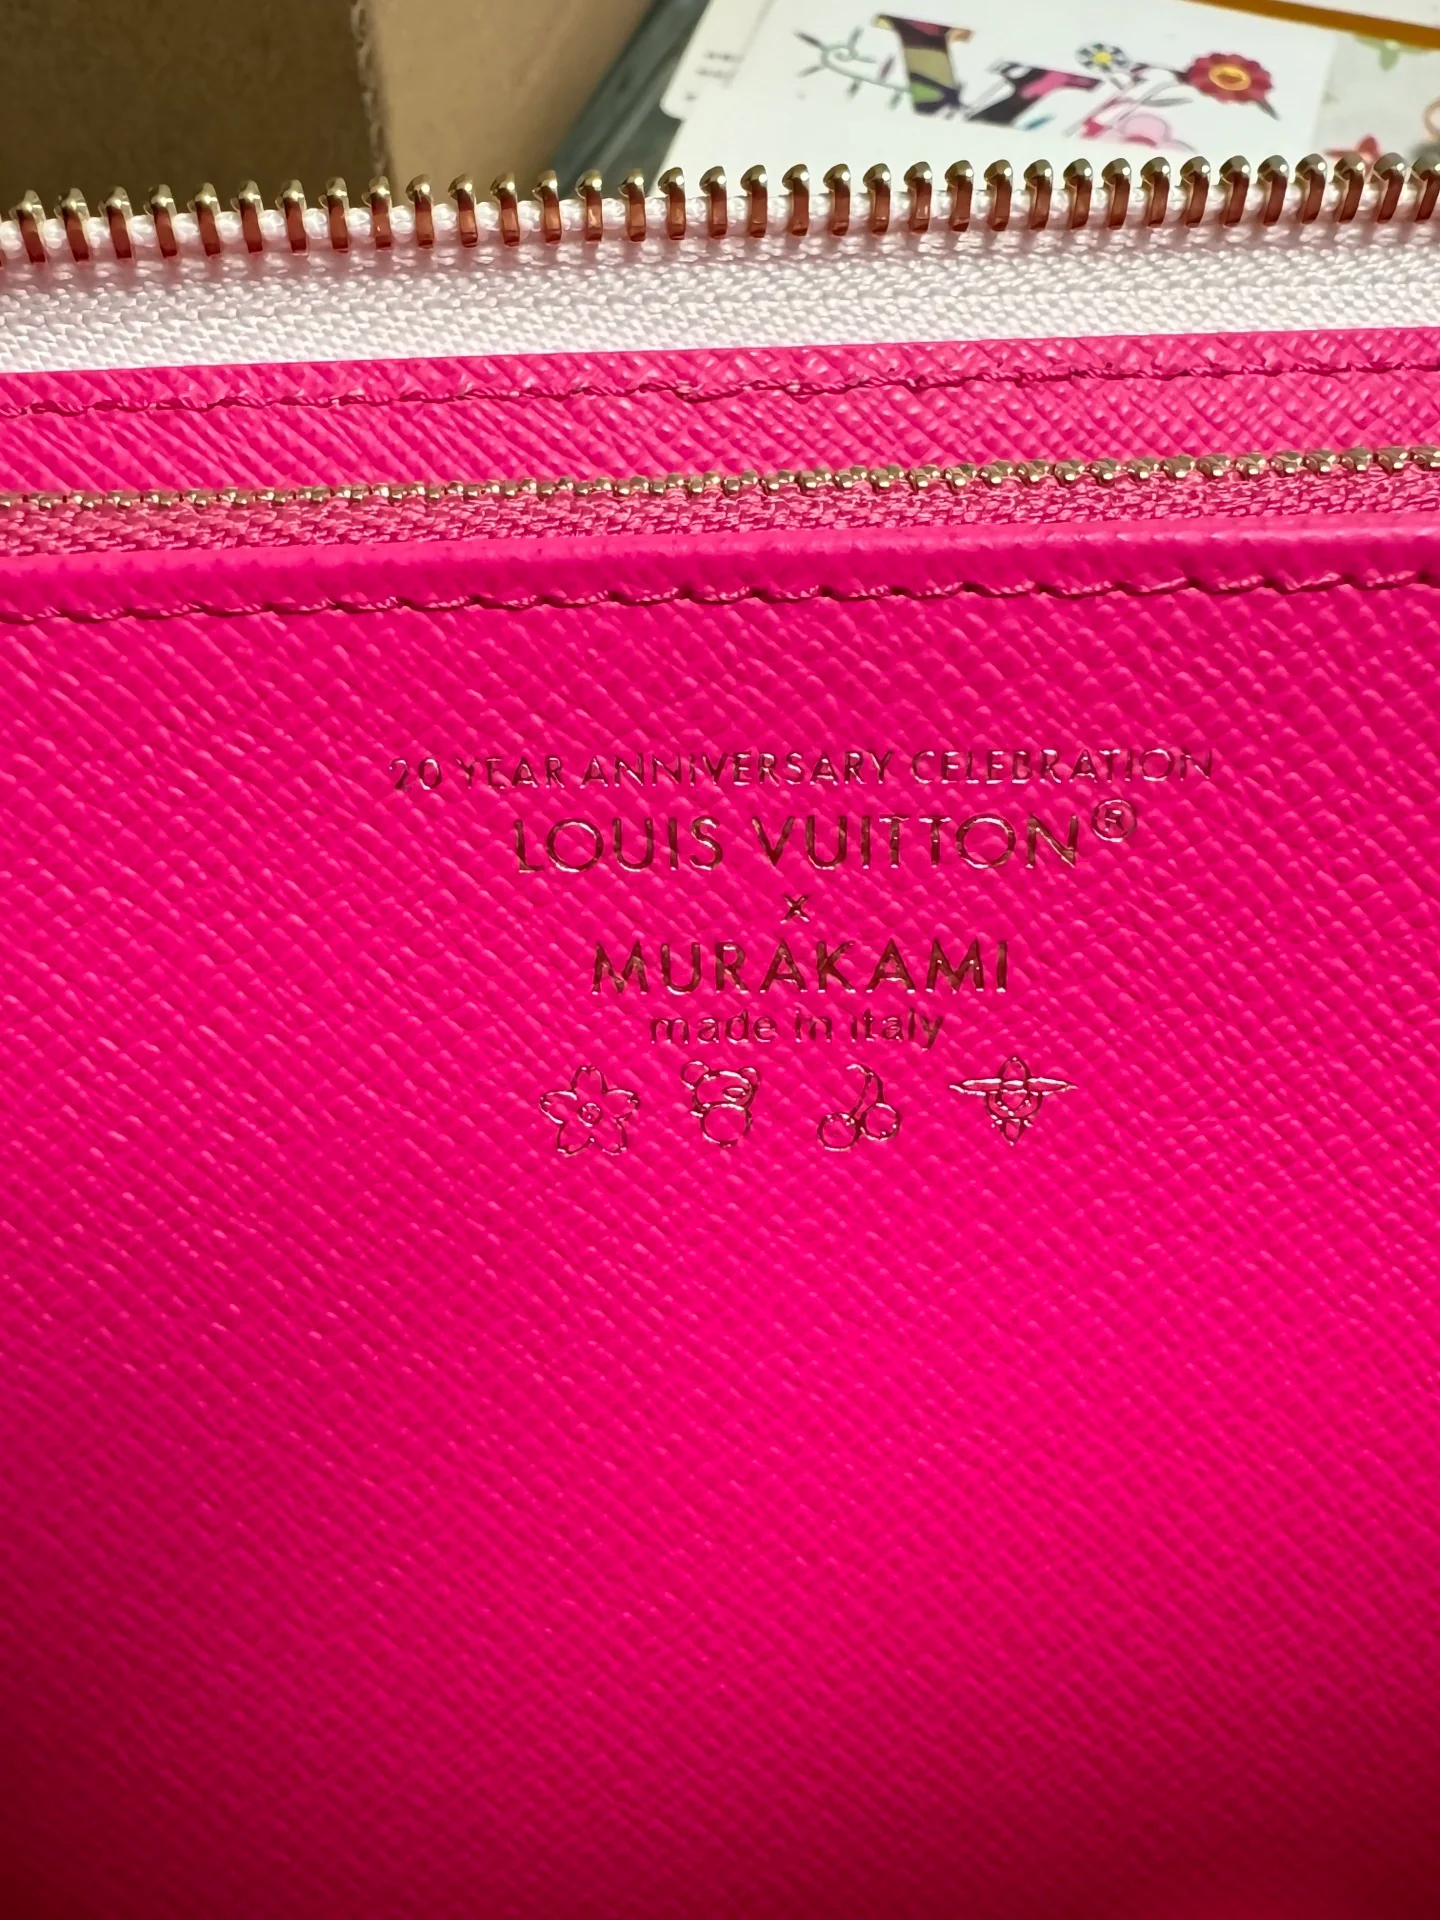 20 YEAR ANNIVERSARY CELEBRATION
LOUIS VUITTON®
x
MURAKAMI
made in italy